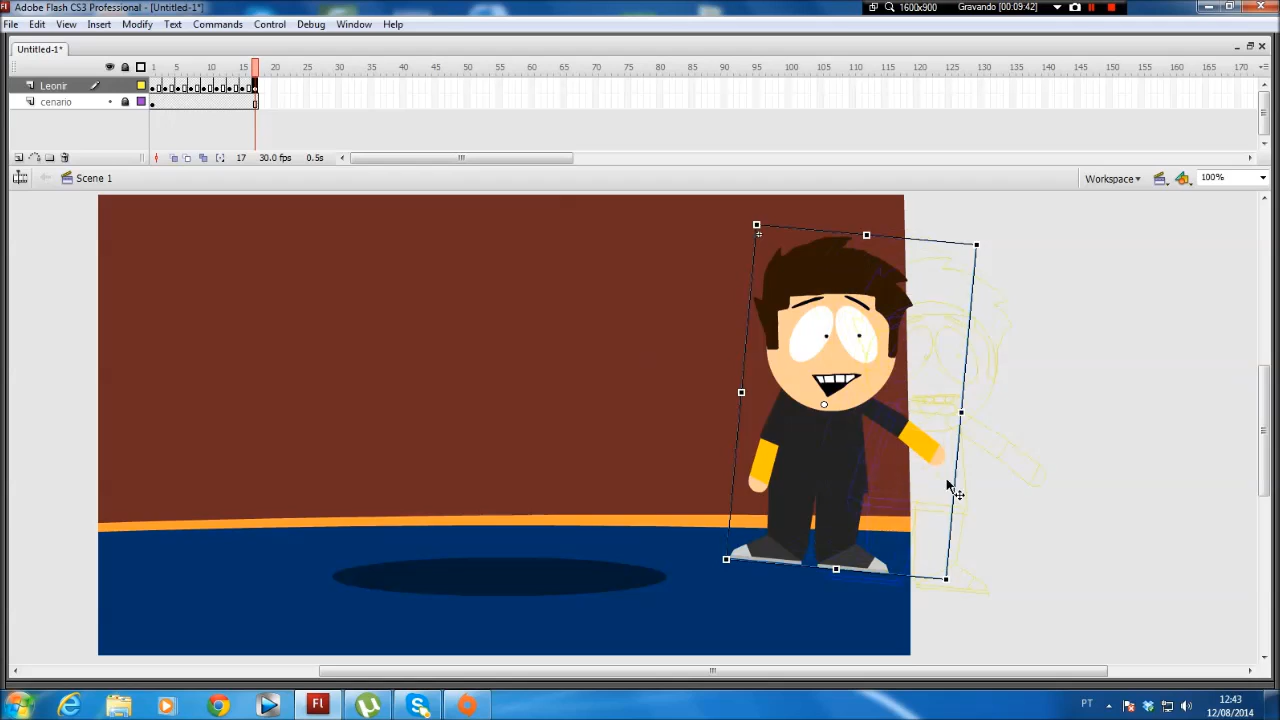 Adobe Flash CS3 Professional - [Untitled-1*]
1600x900 Gravando [00:09:42]
File Edit View Insert Modify Text Commands Control Debug Window Help
Untitled-1*
1 5 10 15 20 25 30 35 40 45 50 55 60 65 70 75 80 85 90 95 100 105 110 115 120 125 130 135 140 145 150 155 160 165 170
Leonir
cenario
17 30.0 fps 0.5s
Scene 1
Workspace 100%
Fl
PT
12:43
12/08/2014